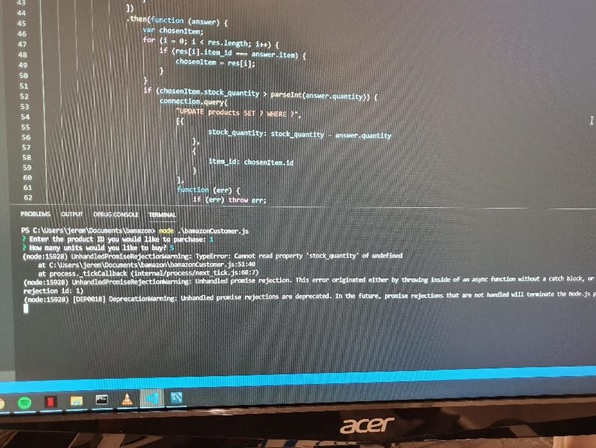 43
44 ])
45 .then(function (answer) {
46 var chosenItem;
47 for (i = 0; i < res.length; i++) {
48 if (res[i].item_id === answer.item) {
49 chosenItem = res[i];
50 }
51 }
52 if (chosenItem.stock_quantity > parseInt(answer.quantity)) {
53 connection.query(
54 "UPDATE products SET ? WHERE ?",
55 [{
56 stock_quantity: stock_quantity - answer.quantity
57 },
58 {
59 item_id: chosenItem.id
60 }
61 ],
62 function (err) {
if (err) throw err;
PROBLEMS OUTPUT DEBUG CONSOLE TERMINAL
PS C:\Users\jerom\Documents\bamazon> node .\bamazonCustomer.js
? Enter the product ID you would like to purchase: 1
? How many units would you like to buy? 5
(node:15928) UnhandledPromiseRejectionWarning: TypeError: Cannot read property 'stock_quantity' of undefined
at C:\Users\jerom\Documents\bamazon\bamazonCustomer.js:51:40
at process._tickCallback (internal/process/next_tick.js:68:7)
(node:15928) UnhandledPromiseRejectionWarning: Unhandled promise rejection. This error originated either by throwing inside of an async function without a catch block, or
rejection id: 1)
(node:15928) [DEP0018] DeprecationWarning: Unhandled promise rejections are deprecated. In the future, promise rejections that are not handled will terminate the Node.js p
acer